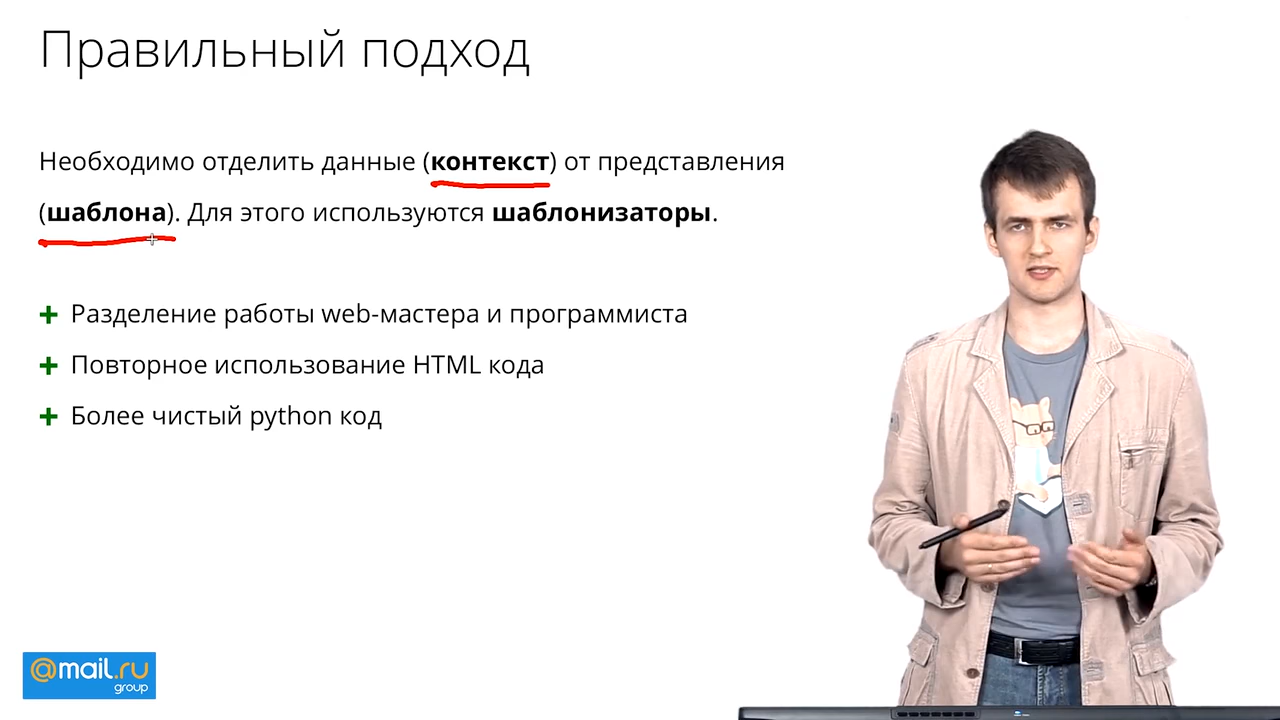 Правильный подход
Необходимо отделить данные (контекст) от представления
(шаблона). Для этого используются шаблонизаторы.
+ Разделение работы web-мастера и программиста
+ Повторное использование HTML кода
+ Более чистый python код
@mail.ru
group